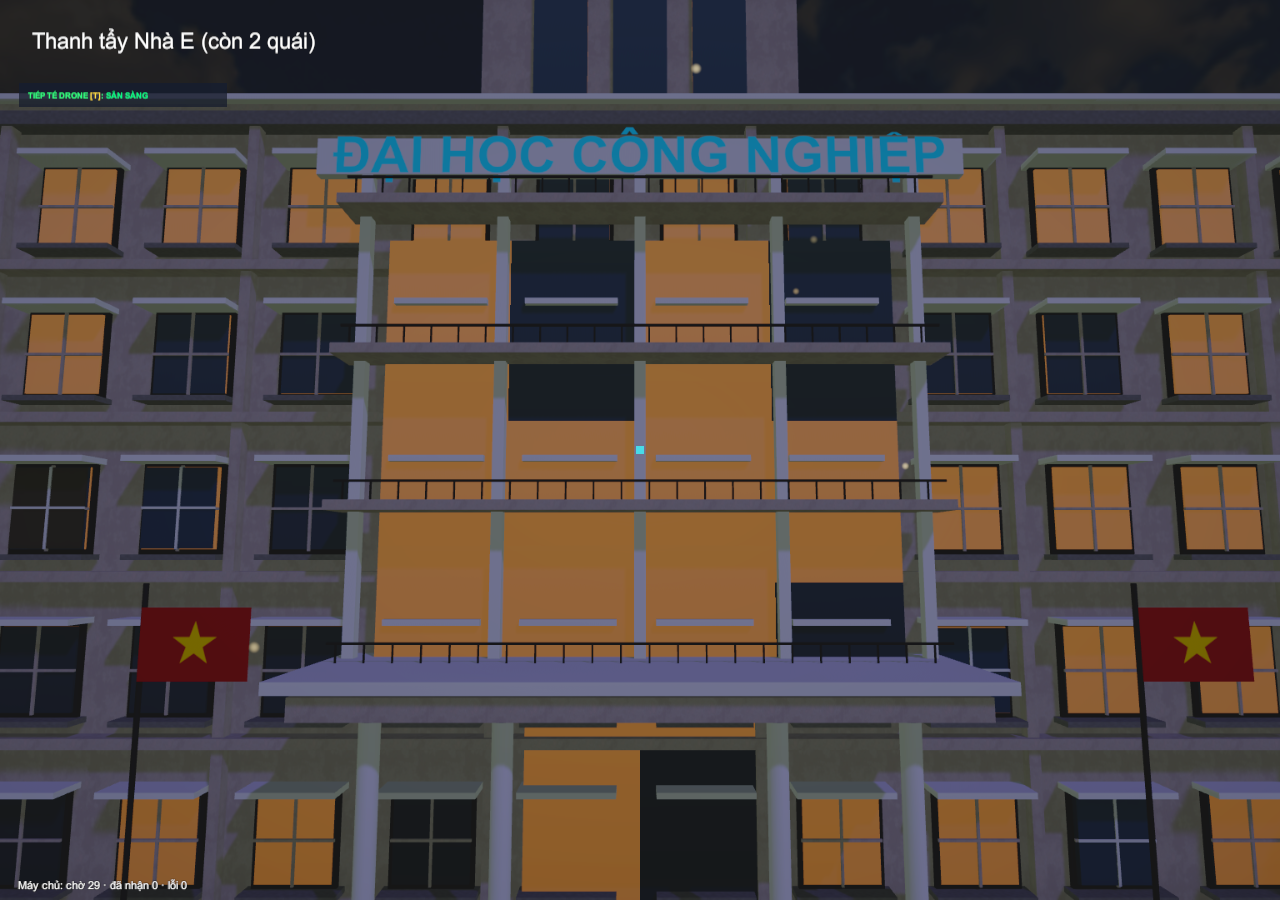 Thanh tẩy Nhà E (còn 2 quái)
TIẾP TẾ DRONE [T]: SẴN SÀNG
ĐẠI HỌC CÔNG NGHIỆP
Máy chủ: chờ 29 · đã nhận 0 · lỗi 0